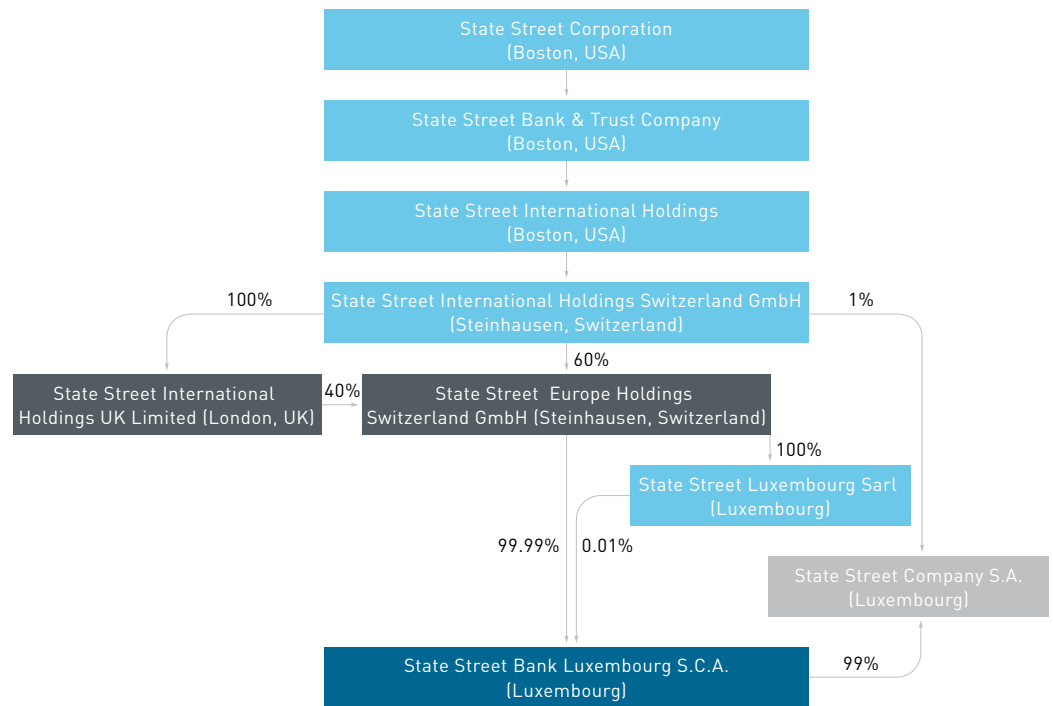 State Street Corporation
(Boston, USA)
State Street Bank & Trust Company
(Boston, USA)
State Street International Holdings
(Boston, USA)
100%
State Street International Holdings Switzerland GmbH
(Steinhausen, Switzerland)
1%
60%
State Street International
Holdings UK Limited (London, UK)
40%
State Street Europe Holdings
Switzerland GmbH (Steinhausen, Switzerland)
100%
State Street Luxembourg Sarl
(Luxembourg)
99.99%
0.01%
State Street Company S.A.
(Luxembourg)
State Street Bank Luxembourg S.C.A.
(Luxembourg)
99%